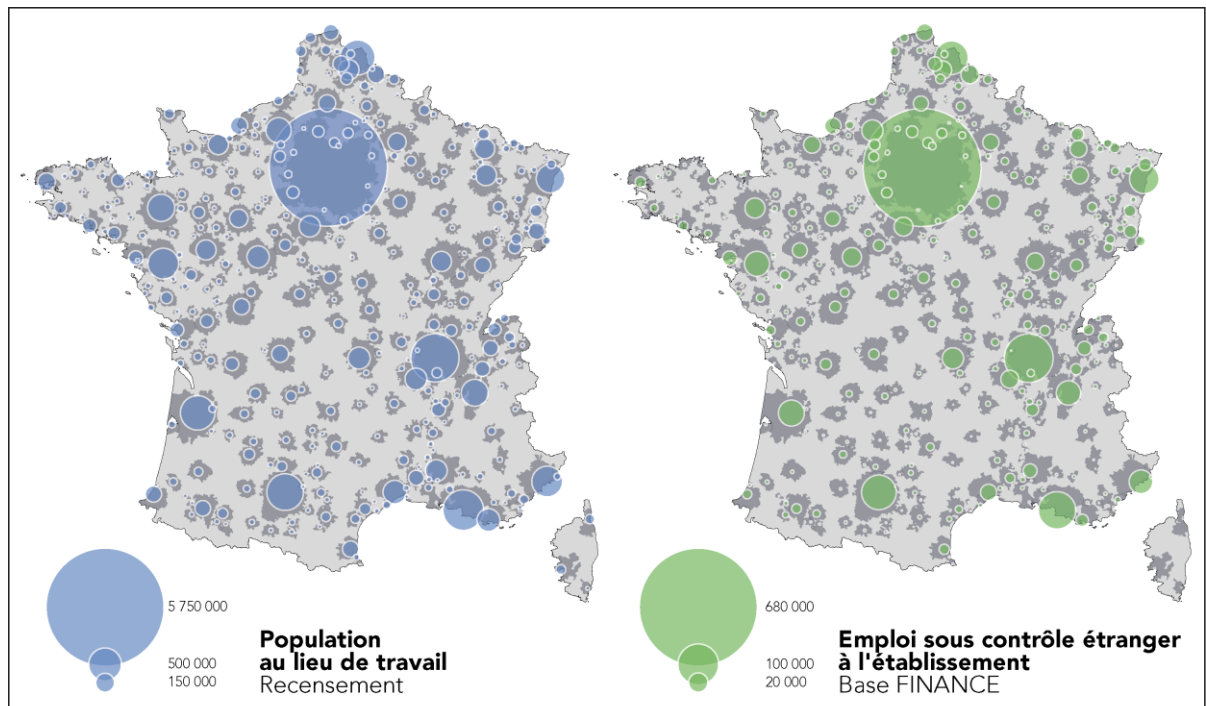 5 750 000
500 000
150 000
Population
au lieu de travail
Recensement
680 000
100 000
20 000
Emploi sous contrôle étranger
à l'établissement
Base FINANCE